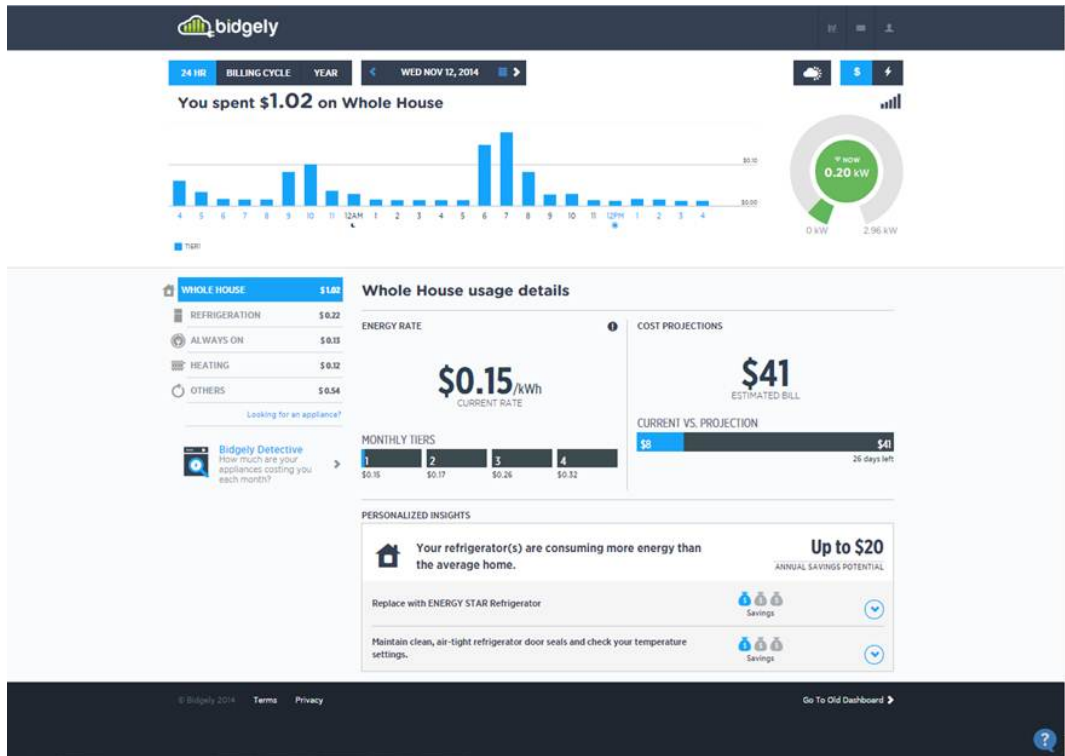 bidgely
24 HR BILLING CYCLE YEAR
WED NOV 12, 2014
$
You spent $1.02 on Whole House
$0.10
$0.00
4 5 6 7 8 9 10 11 12AM 1 2 3 4 5 6 7 8 9 10 11 12PM 1 2 3 4
TIER1
NOW
0.20 kW
0 kW 2.96 kW
WHOLE HOUSE $1.02
REFRIGERATION $0.22
ALWAYS ON $0.13
HEATING $0.12
OTHERS $0.54
Looking for an appliance?
Bidgely Detective
How much are your
appliances costing you
each month?
Whole House usage details
ENERGY RATE
$0.15/kWh
CURRENT RATE
MONTHLY TIERS
1 2 3 4
$0.15 $0.17 $0.26 $0.32
COST PROJECTIONS
$41
ESTIMATED BILL
CURRENT VS. PROJECTION
$8 $41
26 days left
PERSONALIZED INSIGHTS
Your refrigerator(s) are consuming more energy than
the average home.
Up to $20
ANNUAL SAVINGS POTENTIAL
Replace with ENERGY STAR Refrigerator
Savings
Maintain clean, air-tight refrigerator door seals and check your temperature
settings.
Savings
© Bidgely 2014 Terms Privacy
Go To Old Dashboard
?